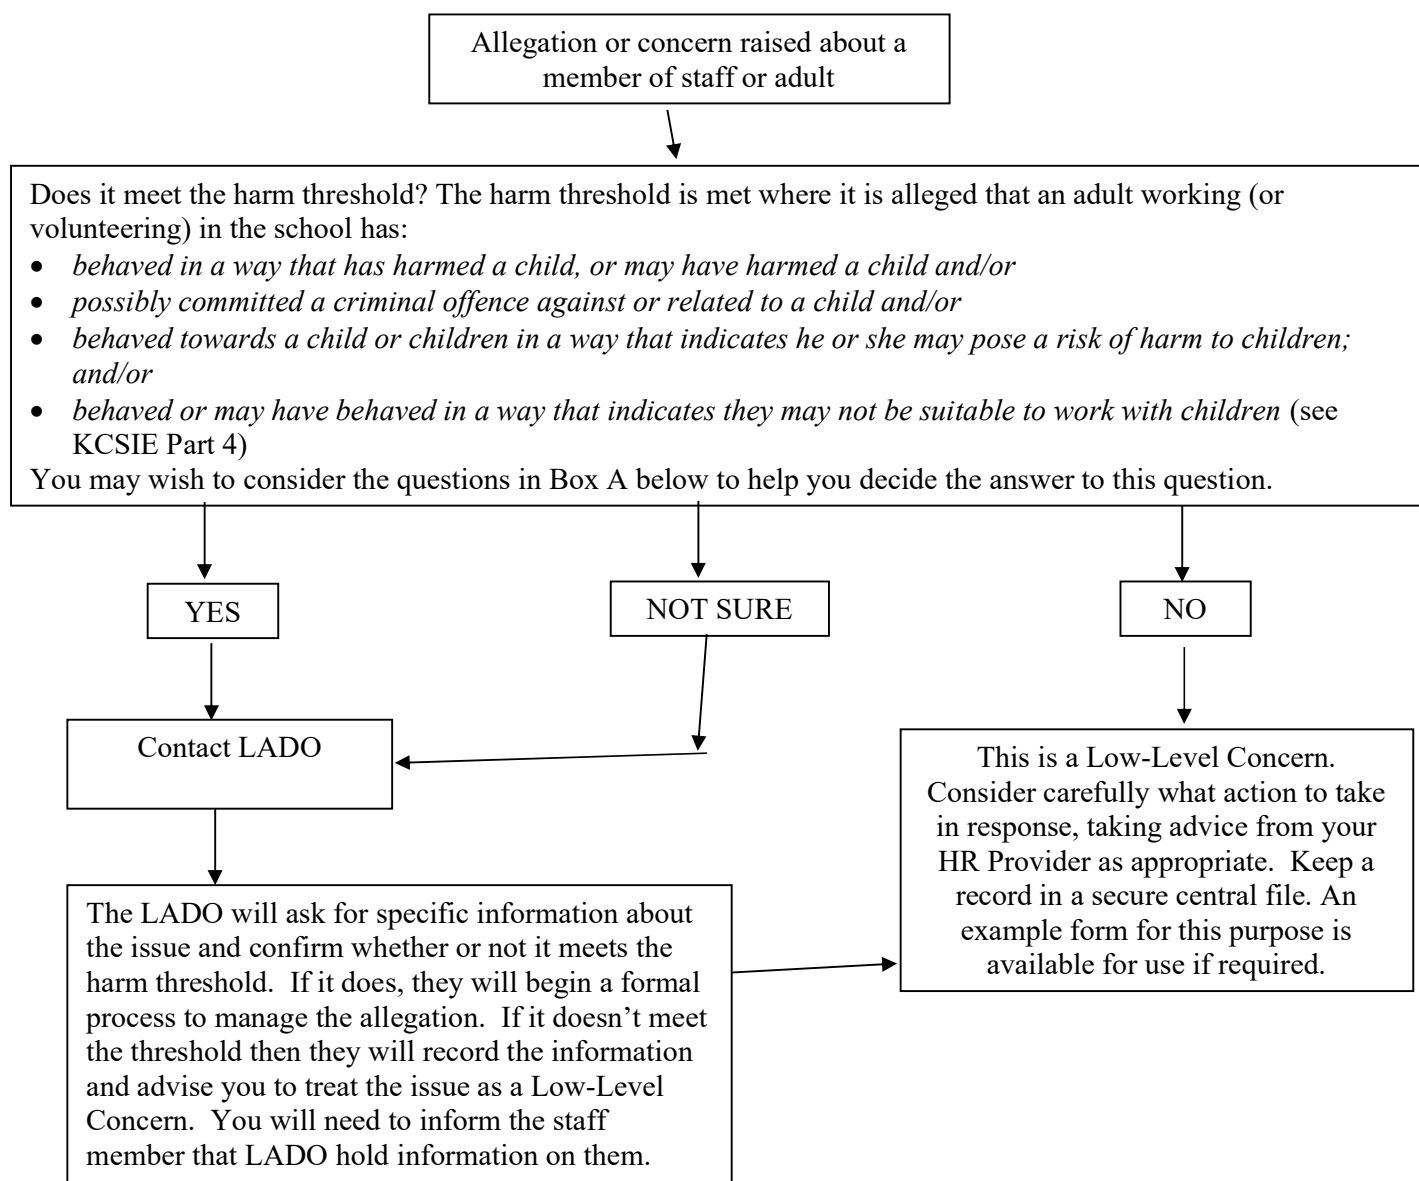 Allegation or concern raised about a
member of staff or adult
Does it meet the harm threshold? The harm threshold is met where it is alleged that an adult working (or
volunteering) in the school has:
• behaved in a way that has harmed a child, or may have harmed a child and/or
• possibly committed a criminal offence against or related to a child and/or
• behaved towards a child or children in a way that indicates he or she may pose a risk of harm to children;
and/or
• behaved or may have behaved in a way that indicates they may not be suitable to work with children (see
KCSIE Part 4)
You may wish to consider the questions in Box A below to help you decide the answer to this question.
YES
NOT SURE
NO
Contact LADO
This is a Low-Level Concern.
Consider carefully what action to take
in response, taking advice from your
HR Provider as appropriate.  Keep a
record in a secure central file. An
example form for this purpose is
available for use if required.
The LADO will ask for specific information about
the issue and confirm whether or not it meets the
harm threshold.  If it does, they will begin a formal
process to manage the allegation.  If it doesn’t meet
the threshold then they will record the information
and advise you to treat the issue as a Low-Level
Concern.  You will need to inform the staff
member that LADO hold information on them.